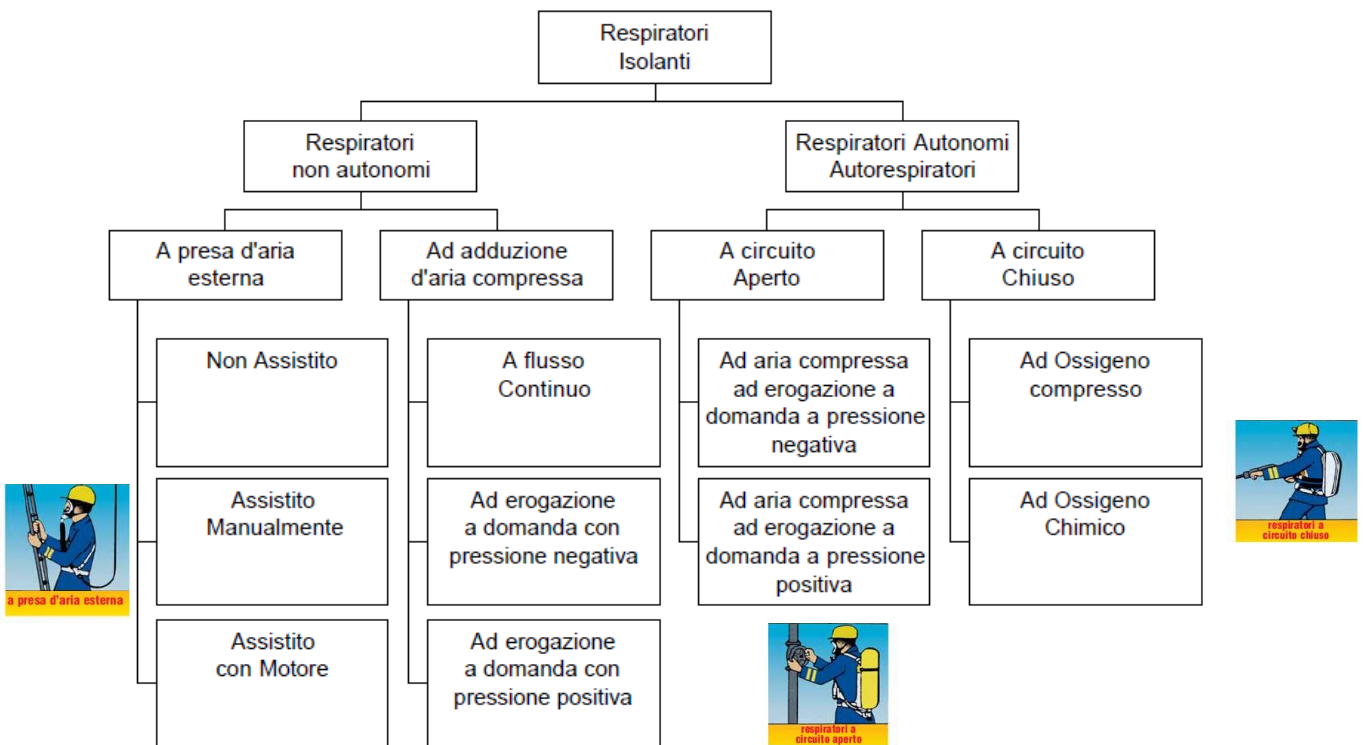 Respiratori
Isolanti
Respiratori
non autonomi
Respiratori Autonomi
Autorespiratori
A presa d'aria
esterna
Ad adduzione
d'aria compressa
A circuito
Aperto
A circuito
Chiuso
Non Assistito
A flusso
Continuo
Ad aria compressa
ad erogazione a
domanda a pressione
negativa
Ad Ossigeno
compresso
Assistito
Manualmente
Ad erogazione
a domanda con
pressione negativa
Ad aria compressa
ad erogazione a
domanda a pressione
positiva
Ad Ossigeno
Chimico
respiratori a
circuito chiuso
a presa d'aria esterna
Assistito
con Motore
Ad erogazione
a domanda con
pressione positiva
respiratori a
circuito aperto